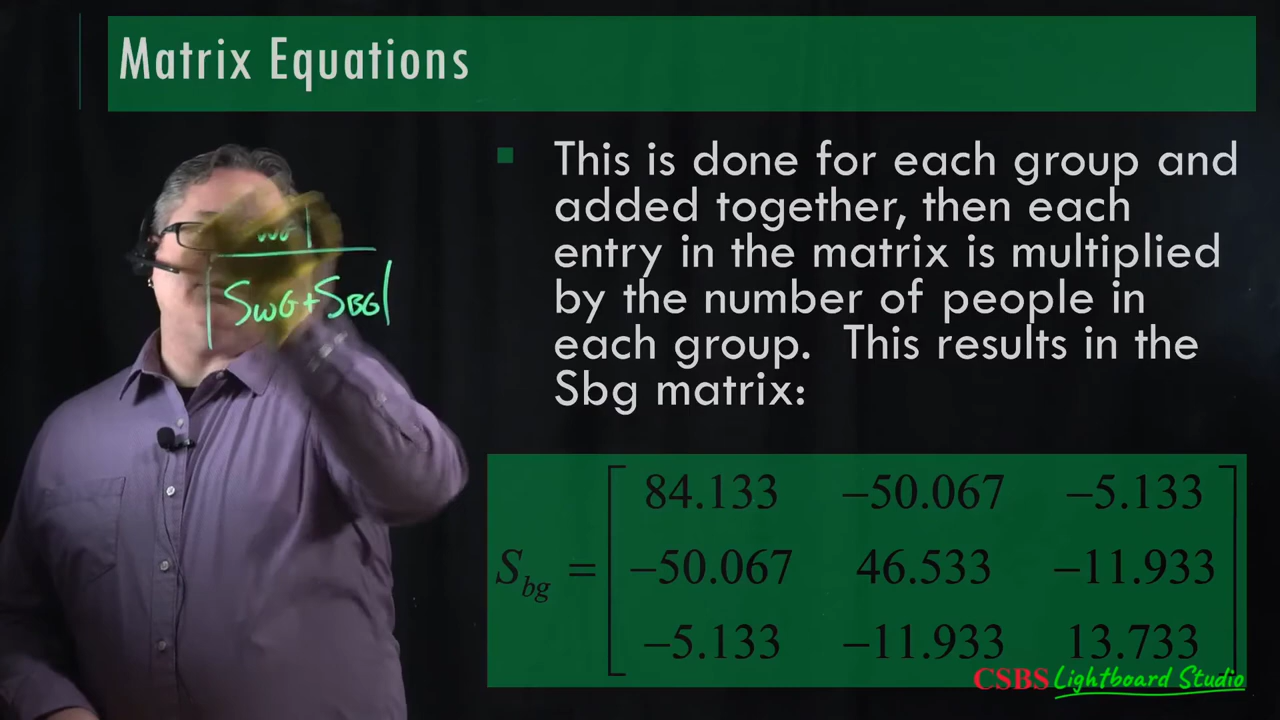 Matrix Equations
This is done for each group and
added together, then each
entry in the matrix is multiplied
by the number of people in
each group. This results in the
Sbg matrix:
|SWG+SBG|
S_bg = [ 84.133 −50.067 −5.133
−50.067 46.533 −11.933
−5.133 −11.933 13.733 ]
CSBS Lightboard Studio